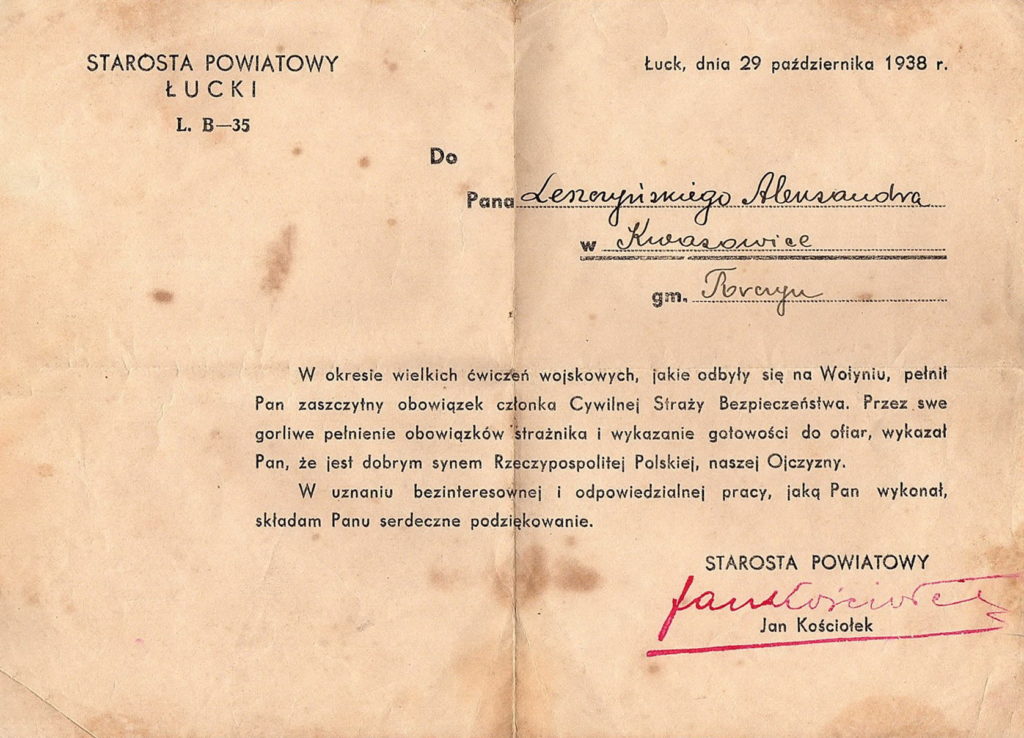 STAROSTA POWIATOWY
ŁUCKI
L. B—35
Łuck, dnia 29 października 1938 r.
Do
Pana Leszczyńskiego Aleksandra
w Kwasowice
gm. Torczyn
W okresie wielkich ćwiczeń wojskowych, jakie odbyły się na Wołyniu, pełnił
Pan zaszczytny obowiązek członka Cywilnej Straży Bezpieczeństwa. Przez swe
gorliwe pełnienie obowiązków strażnika i wykazanie gotowości do ofiar, wykazał
Pan, że jest dobrym synem Rzeczypospolitej Polskiej, naszej Ojczyzny.
W uznaniu bezinteresownej i odpowiedzialnej pracy, jaką Pan wykonał,
składam Panu serdeczne podziękowanie.
STAROSTA POWIATOWY
Jan Kościołek
Jan Kościołek